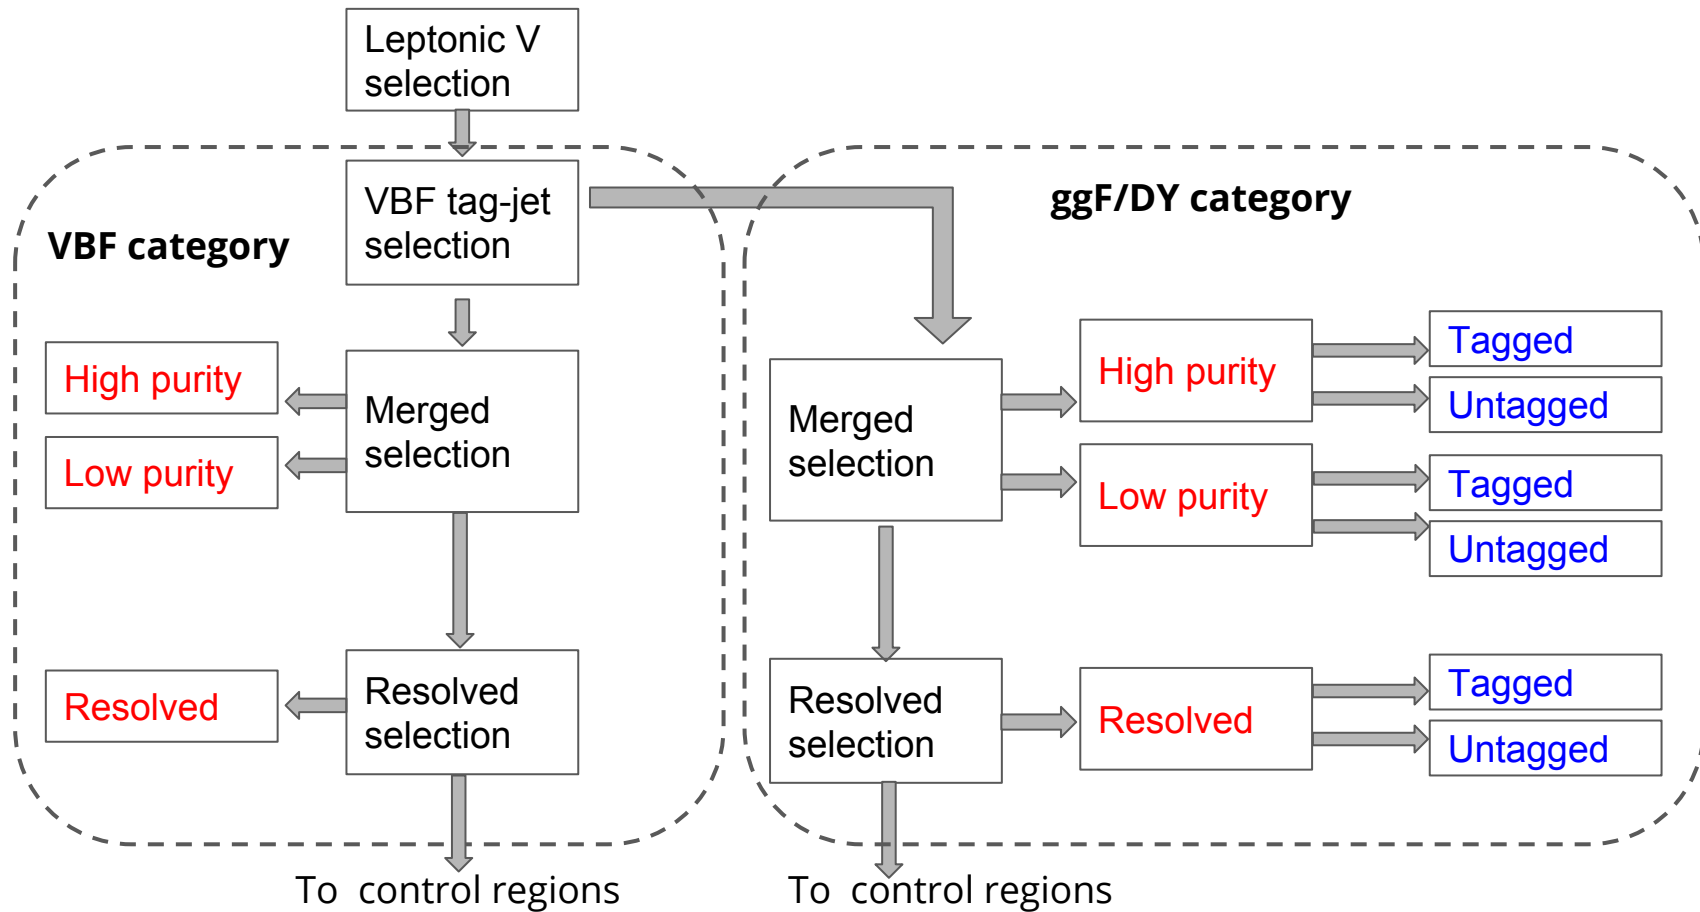 Leptonic V
selection
VBF category
VBF tag-jet
selection
High purity
Low purity
Merged
selection
Resolved
Resolved
selection
To control regions
ggF/DY category
Merged
selection
High purity
Tagged
Untagged
Low purity
Tagged
Untagged
Resolved
selection
Resolved
Tagged
Untagged
To control regions